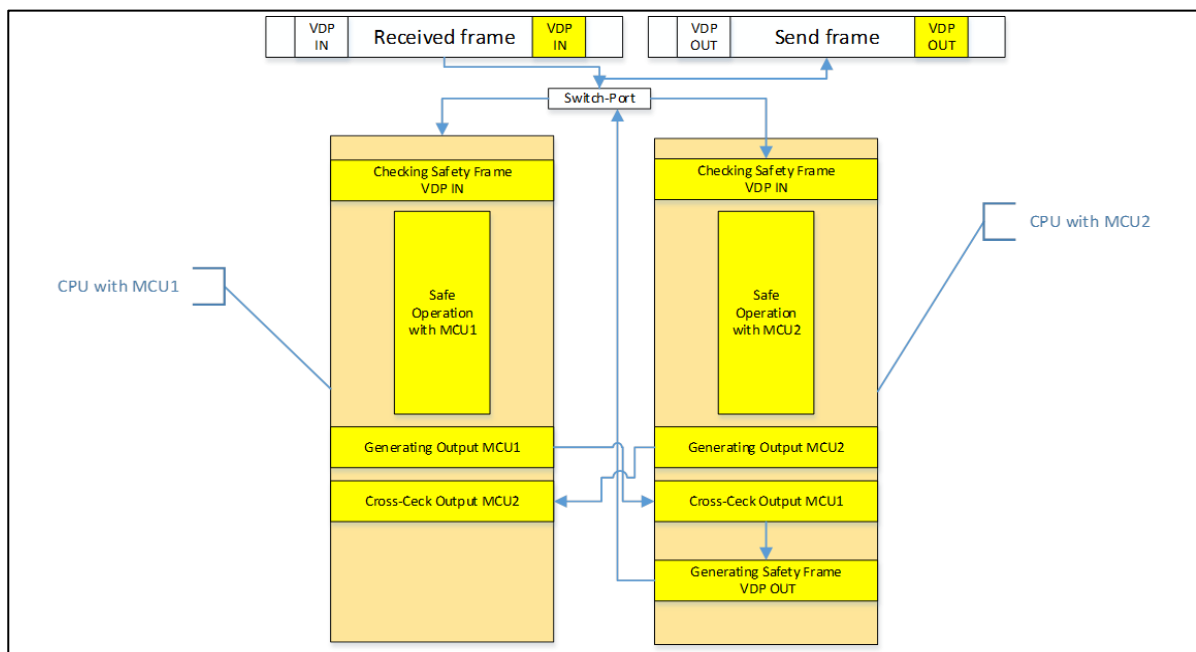 VDP
IN
Received frame
VDP
IN
VDP
OUT
Send frame
VDP
OUT
Switch-Port
Checking Safety Frame
VDP IN
Checking Safety Frame
VDP IN
CPU with MCU2
CPU with MCU1
Safe
Operation
with MCU1
Safe
Operation
with MCU2
Generating Output MCU1
Generating Output MCU2
Cross-Ceck Output MCU2
Cross-Ceck Output MCU1
Generating Safety Frame
VDP OUT